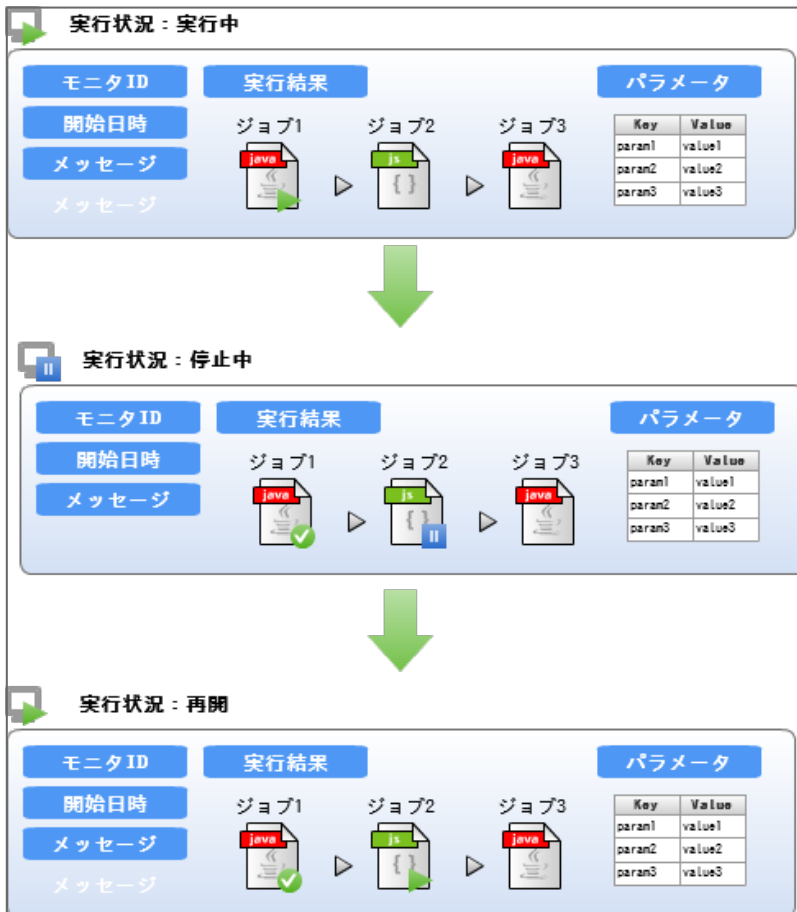 実行状況：実行中
モニタID 実行結果 パラメータ
開始日時
メッセージ
メッセージ
ジョブ1 ジョブ2 ジョブ3
java js java
{ }
Key Value
param1 value1
param2 value2
param3 value3
実行状況：停止中
モニタID 実行結果 パラメータ
開始日時
メッセージ
ジョブ1 ジョブ2 ジョブ3
java js java
{ }
Key Value
param1 value1
param2 value2
param3 value3
実行状況：再開
モニタID 実行結果 パラメータ
開始日時
メッセージ
メッセージ
ジョブ1 ジョブ2 ジョブ3
java js java
{ }
Key Value
param1 value1
param2 value2
param3 value3